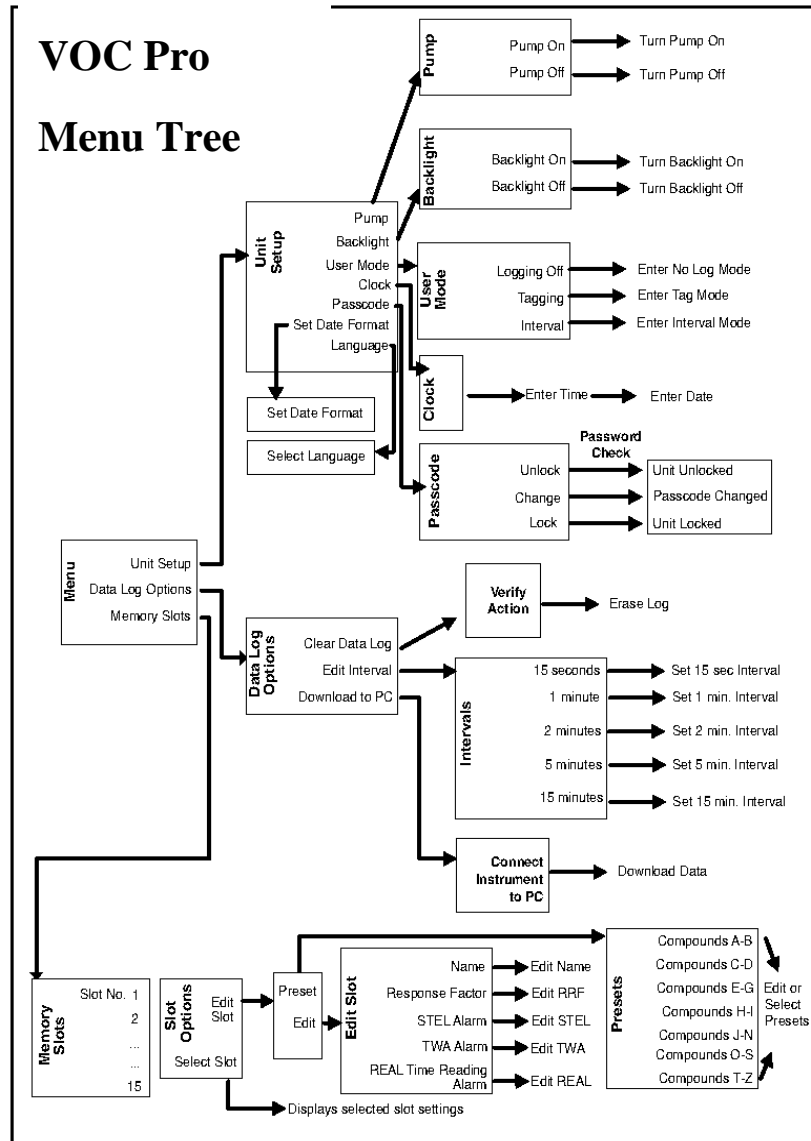 VOC Pro
Menu Tree
Pump
Pump On
Turn Pump On
Pump Off
Turn Pump Off
Backlight
Backlight On
Turn Backlight On
Backlight Off
Turn Backlight Off
Unit
Setup
Pump
Backlight
User Mode
Clock
Passcode
Set Date Format
Language
User
Mode
Logging Off
Enter No Log Mode
Tagging
Enter Tag Mode
Interval
Enter Interval Mode
Clock
Enter Time
Enter Date
Set Date Format
Select Language
Passcode
Password
Check
Unlock
Unit Unlocked
Change
Passcode Changed
Lock
Unit Locked
Menu
Unit Setup
Data Log Options
Memory Slots
Data Log
Options
Clear Data Log
Edit Interval
Download to PC
Verify
Action
Erase Log
Intervals
15 seconds
Set 15 sec Interval
1 minute
Set 1 min. Interval
2 minutes
Set 2 min. Interval
5 minutes
Set 5 min. Interval
15 minutes
Set 15 min. Interval
Connect
Instrument
to PC
Download Data
Memory
Slots
Slot No. 1
2
...
...
15
Slot
Options
Edit
Slot
Select Slot
Displays selected slot settings
Preset
Edit
Edit Slot
Name
Edit Name
Response Factor
Edit RRF
STEL Alarm
Edit STEL
TWA Alarm
Edit TWA
REAL Time Reading
Alarm
Edit REAL
Presets
Compounds A-B
Compounds C-D
Compounds E-G
Compounds H-I
Compounds J-N
Compounds O-S
Compounds T-Z
Edit or
Select
Presets